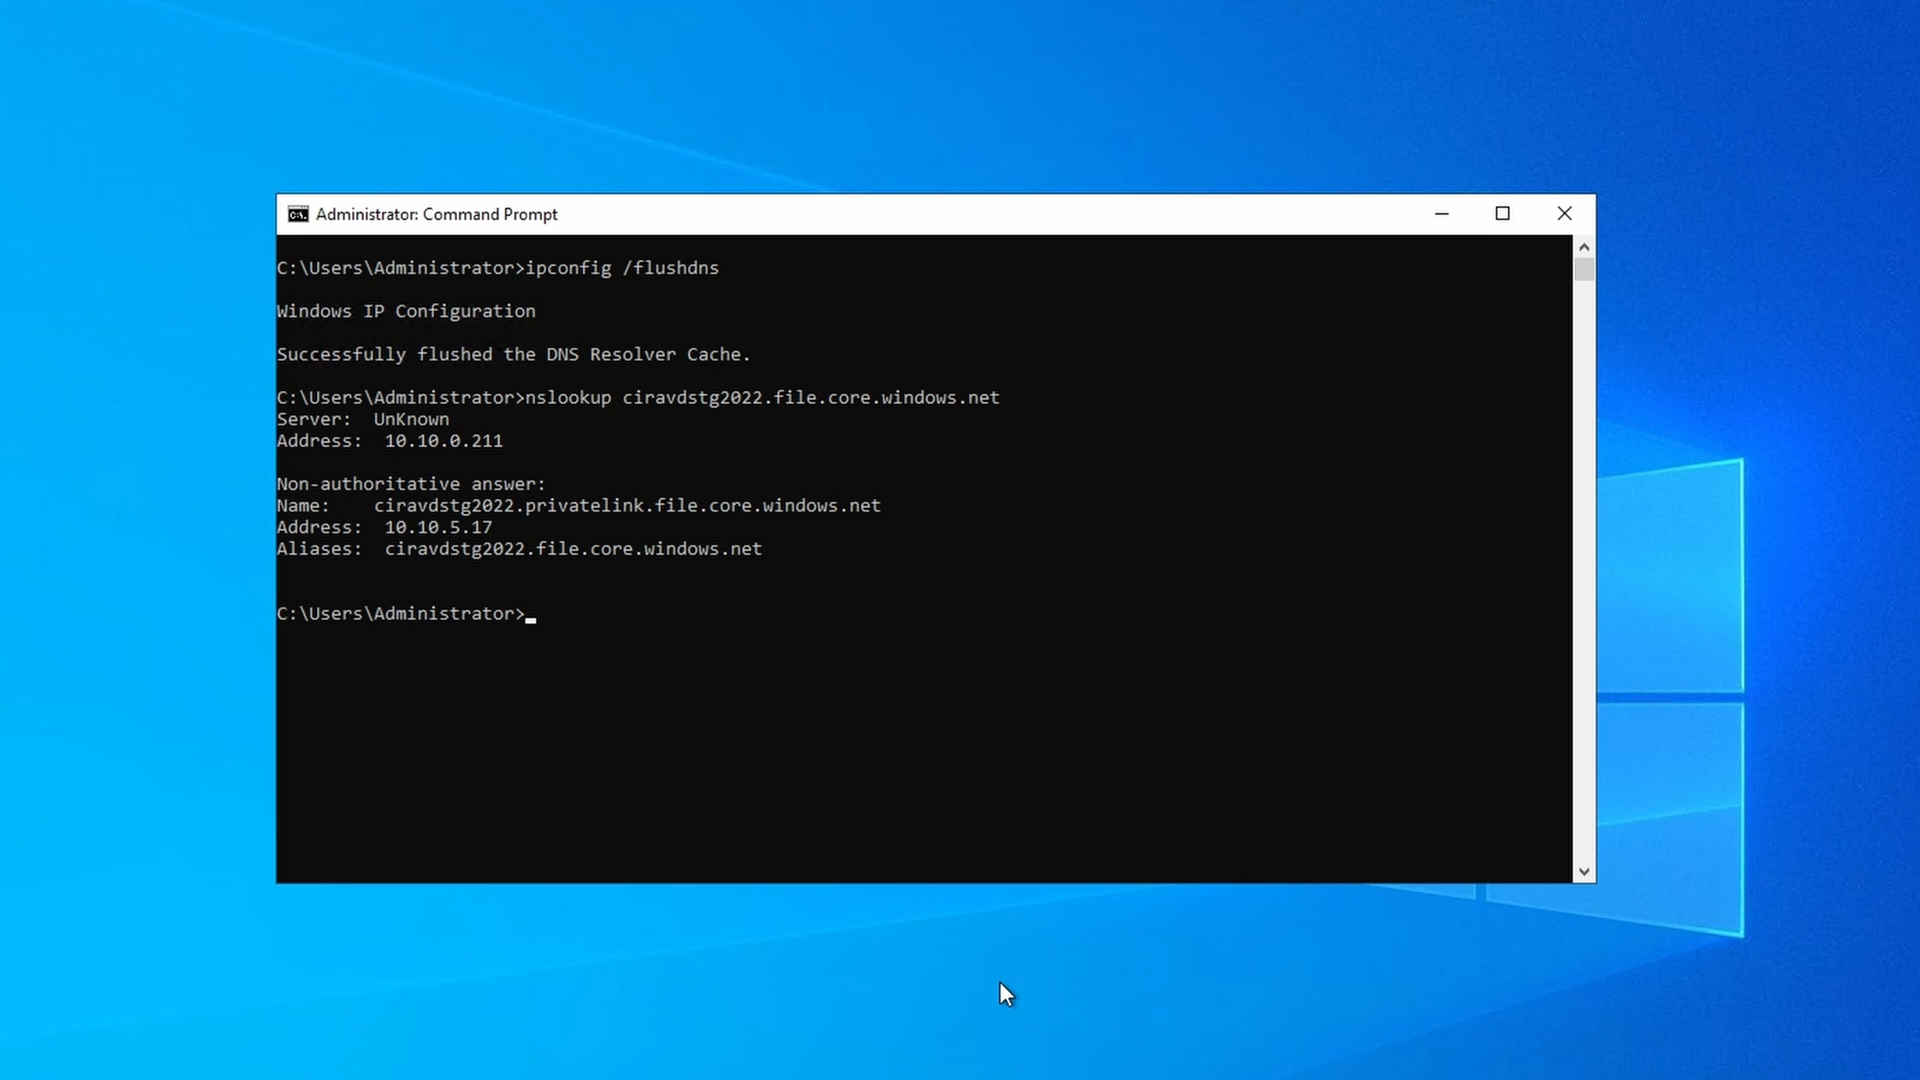 Administrator: Command Prompt
C:\Users\Administrator>ipconfig /flushdns
Windows IP Configuration
Successfully flushed the DNS Resolver Cache.
C:\Users\Administrator>nslookup ciravdstg2022.file.core.windows.net
Server:  UnKnown
Address:  10.10.0.211
Non-authoritative answer:
Name:    ciravdstg2022.privatelink.file.core.windows.net
Address:  10.10.5.17
Aliases:  ciravdstg2022.file.core.windows.net
C:\Users\Administrator>